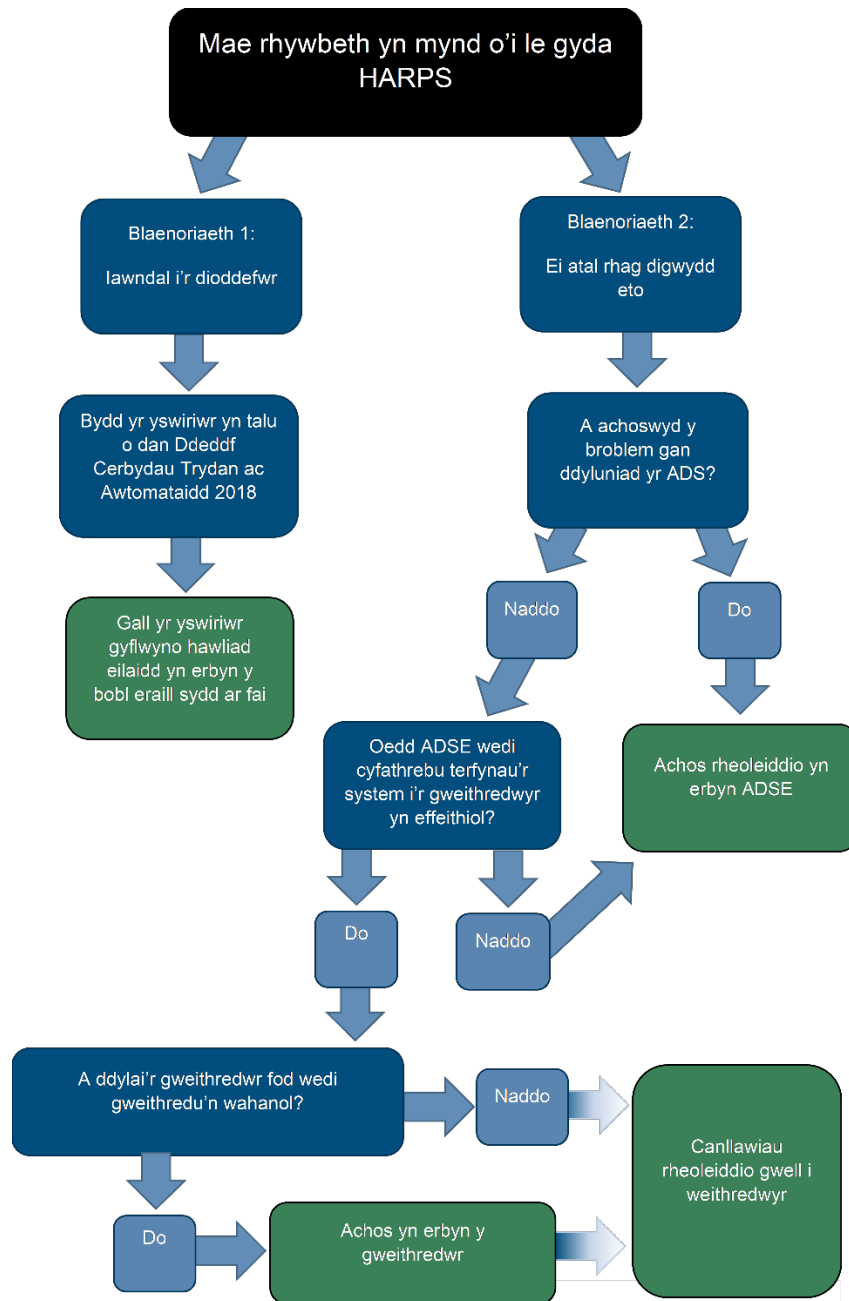 Mae rhywbeth yn mynd o’i le gyda
HARPS
Blaenoriaeth 1:
Iawndal i’r dioddefwr
Blaenoriaeth 2:
Ei atal rhag digwydd
eto
Bydd yr yswiriwr yn talu
o dan Ddeddf
Cerbydau Trydan ac
Awtomataidd 2018
A achoswyd y
broblem gan
ddyluniad yr ADS?
Gall yr yswiriwr
gyflwyno hawliad
eilaidd yn erbyn y
bobl eraill sydd ar fai
Naddo
Do
Oedd ADSE wedi
cyfathrebu terfynau’r
system i’r gweithredwyr
yn effeithiol?
Achos rheoleiddio yn
erbyn ADSE
Do
Naddo
A ddylai’r gweithredwr fod wedi
gweithredu’n wahanol?
Naddo
Canllawiau
rheoleiddio gwell i
weithredwyr
Do
Achos yn erbyn y
gweithredwr